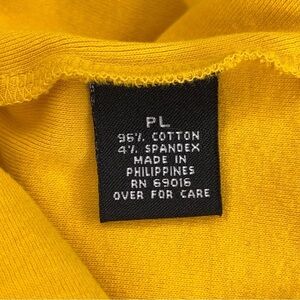 PL
96% COTTON
4% SPANDEX
MADE IN
PHILIPPINES
RN 69016
OVER FOR CARE